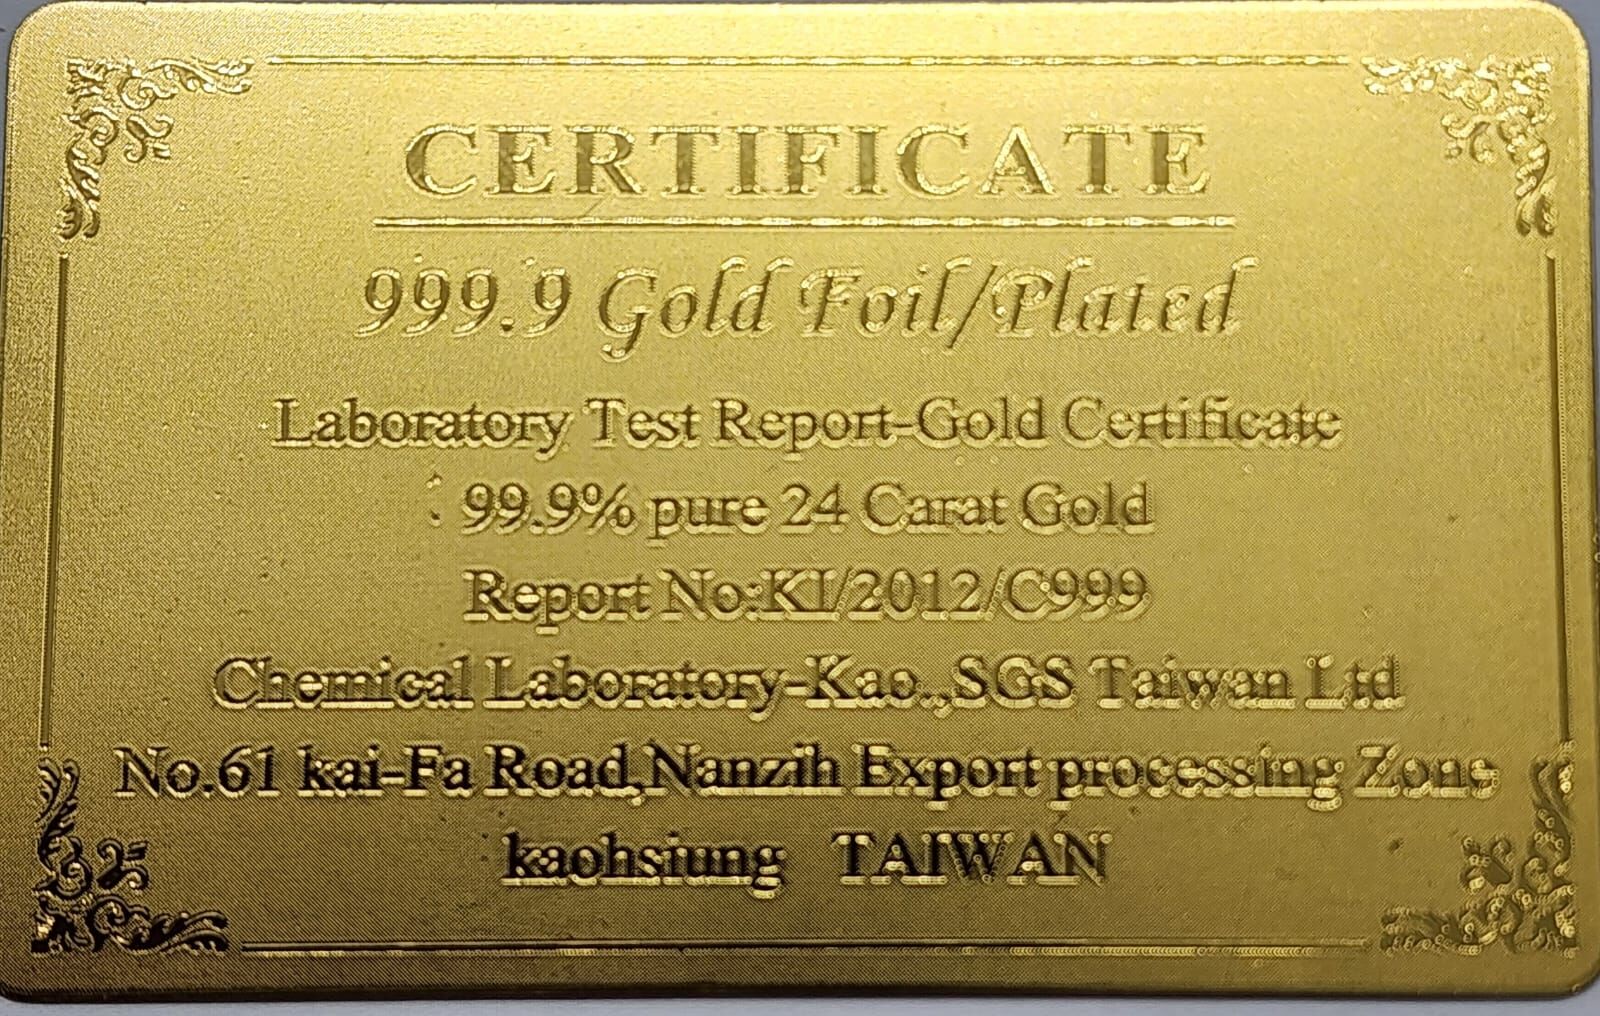 CERTIFICATE
999.9 Gold Foil/Plated
Laboratory Test Report-Gold Certificate
99.9% pure 24 Carat Gold
Report No:KI/2012/C999
Chemical Laboratory-Kao.,SGS Taiwan Ltd
No.61 kai-Fa Road,Nanzih Export processing Zone
kaohsiung TAIWAN